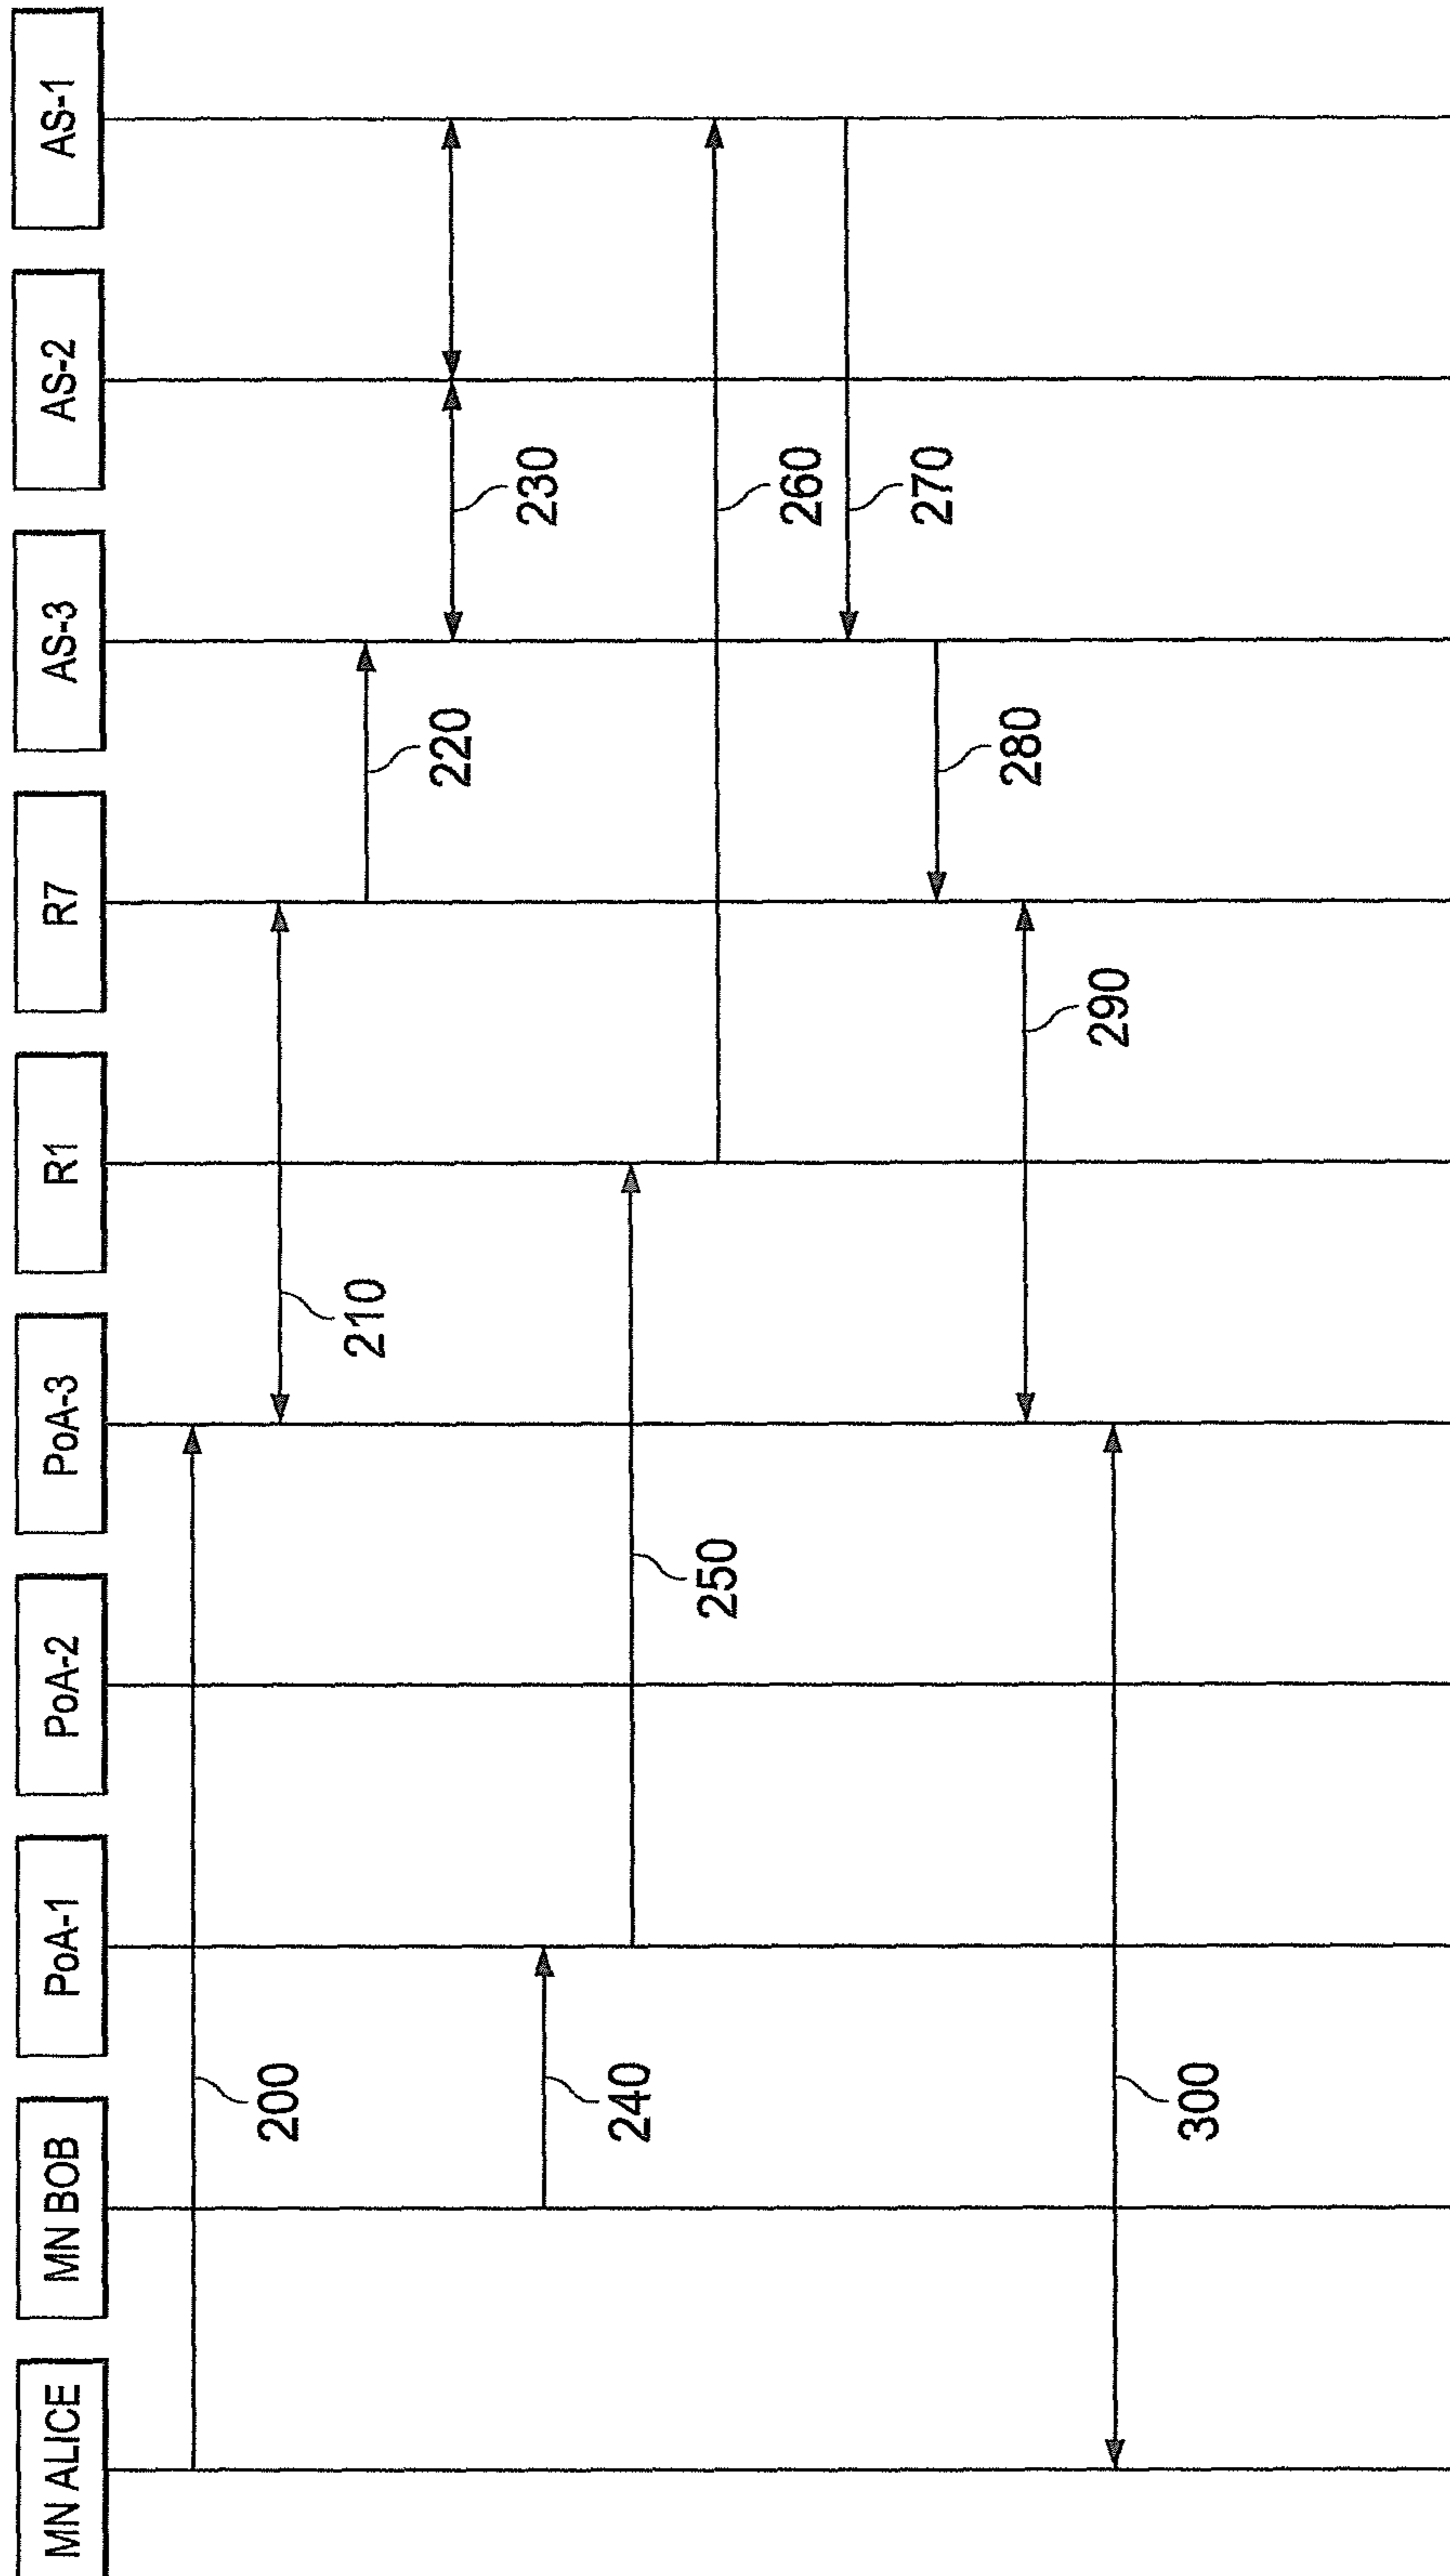 MN ALICE
MN BOB
PoA-1
PoA-2
PoA-3
R1
R7
AS-3
AS-2
AS-1
200
210
220
230
240
250
260
270
280
290
300